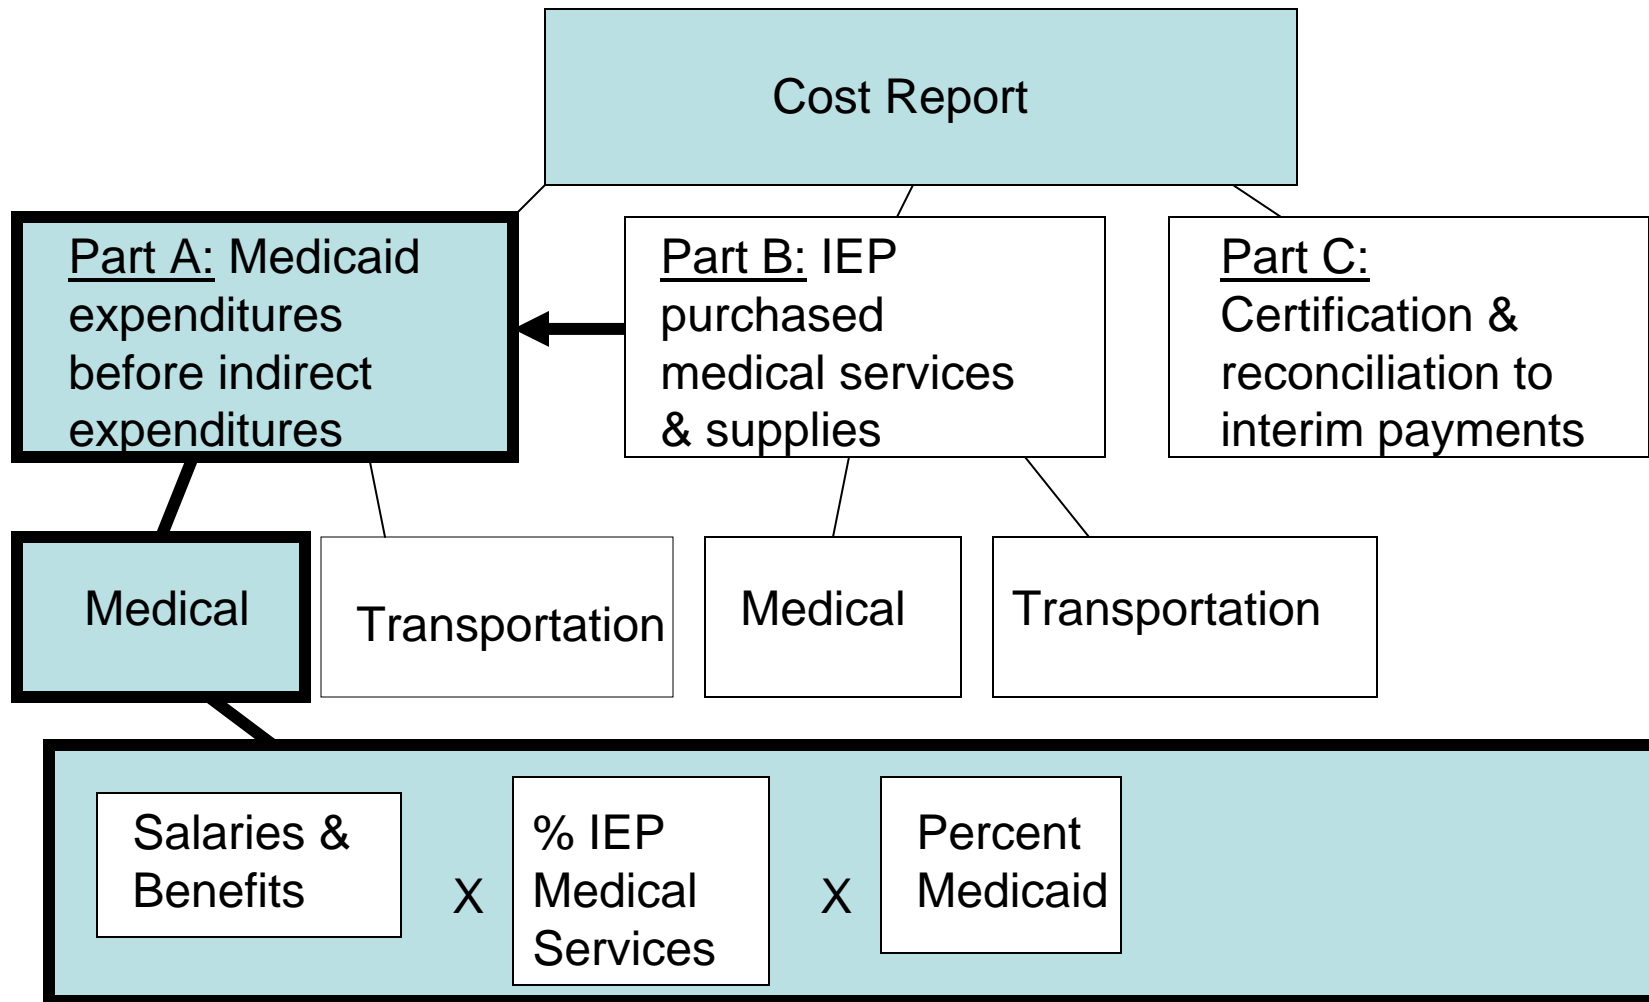 Cost Report
Part A: Medicaid
expenditures
before indirect
expenditures
Part B: IEP
purchased
medical services
& supplies
Part C:
Certification &
reconciliation to
interim payments
Medical
Transportation
Medical
Transportation
Salaries &
Benefits
X
% IEP
Medical
Services
X
Percent
Medicaid